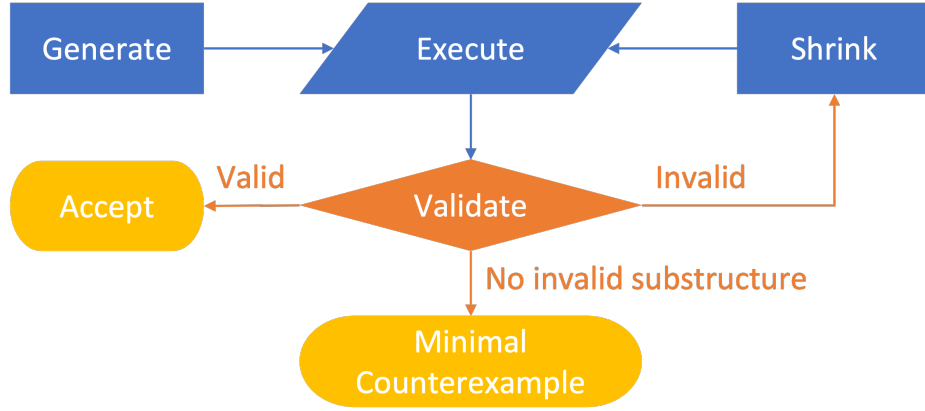 Generate
Execute
Shrink
Valid
Invalid
Accept
Validate
No invalid substructure
Minimal
Counterexample